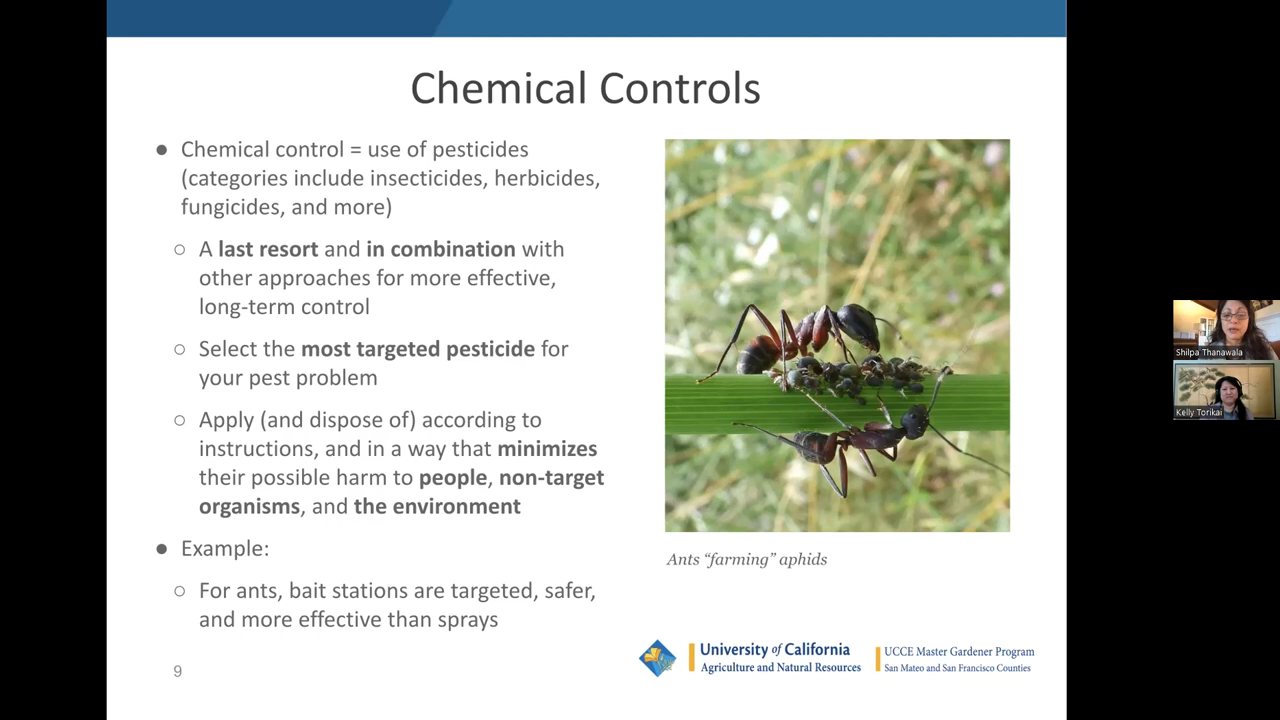 Chemical Controls
● Chemical control = use of pesticides
(categories include insecticides, herbicides,
fungicides, and more)
○ A last resort and in combination with
other approaches for more effective,
long-term control
○ Select the most targeted pesticide for
your pest problem
○ Apply (and dispose of) according to
instructions, and in a way that minimizes
their possible harm to people, non-target
organisms, and the environment
● Example:
○ For ants, bait stations are targeted, safer,
and more effective than sprays
Ants “farming” aphids
9
University of California
Agriculture and Natural Resources
UCCE Master Gardener Program
San Mateo and San Francisco Counties
Shilpa Thanawala
Kelly Torikai